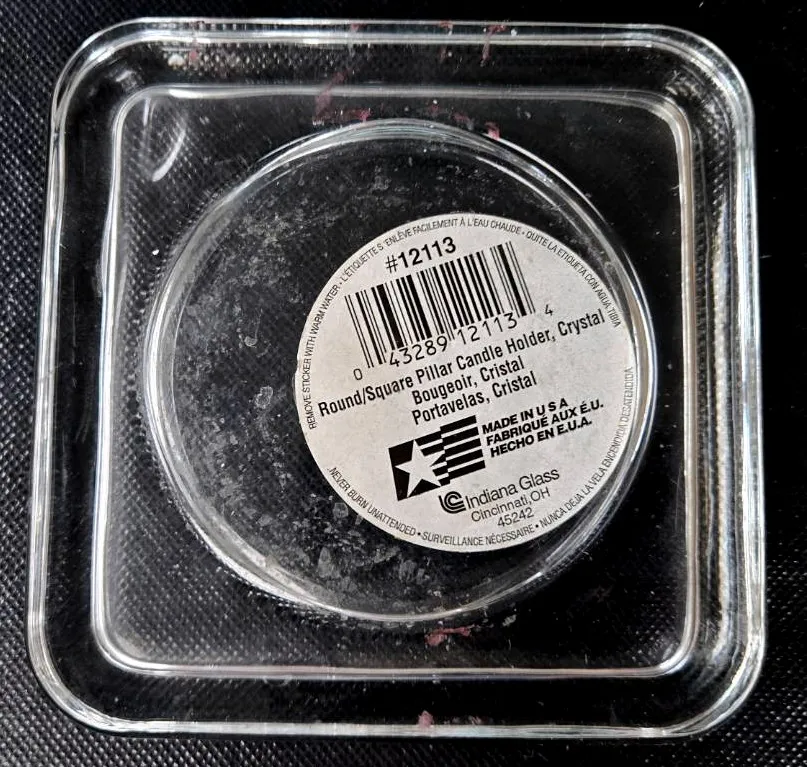 REMOVE STICKER WITH WARM WATER • L'ÉTIQUETTE S' ENLÈVE FACILEMENT À L'EAU CHAUDE • QUITE LA ETIQUETA CON AQUA TIBIA
#12113
0 43289 12113 4
Round/Square Pillar Candle Holder, Crystal
Bougeoir, Cristal
Portavelas, Cristal
MADE IN U S A
FABRIQUÉ AUX É.U.
HECHO EN E.U.A.
Indiana Glass
Cincinnati, OH
45242
NEVER BURN UNATTENDED • SURVEILLANCE NÉCESSAIRE • NUNCA DEJA LA VELA ENCENDIDA DESATENDIDA